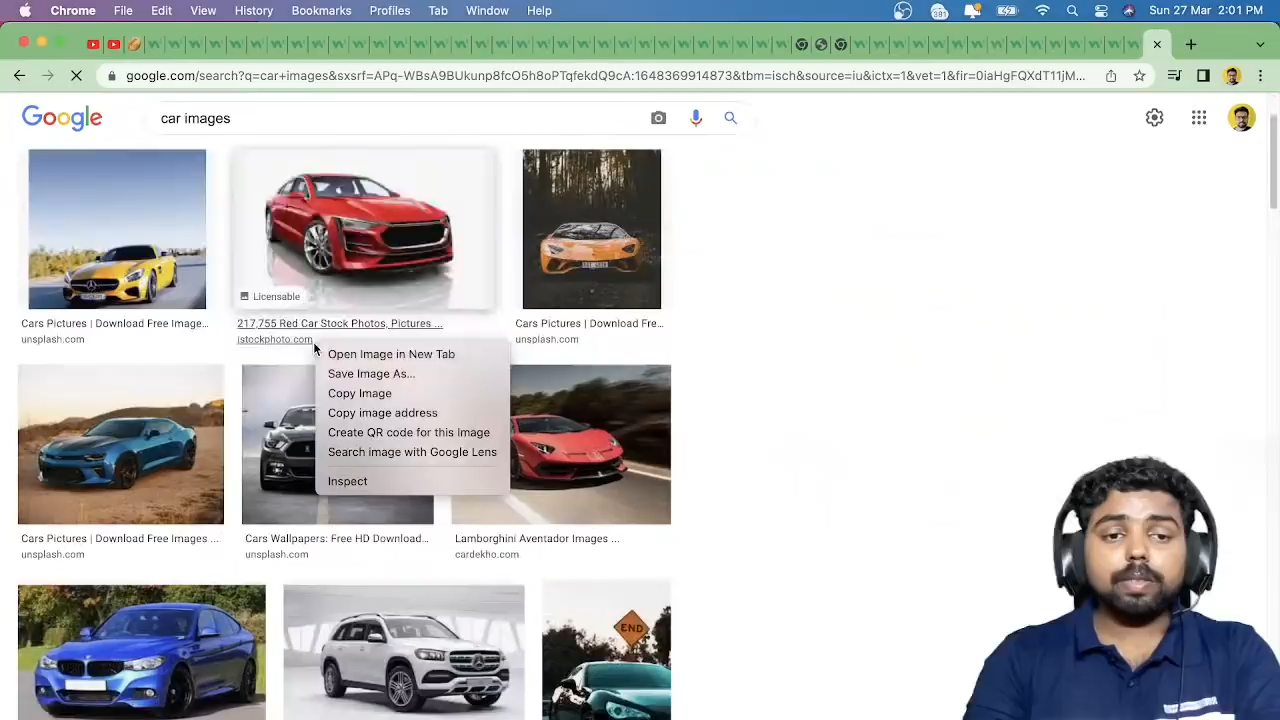 Chrome File Edit View History Bookmarks Profiles Tab Window Help 381 Sun 27 Mar 2:01 PM
google.com/search?q=car+images&sxsrf=APq-WBsA9BUkunp8fcO5h8oPTqfekdQ9cA:1648369914873&tbm=isch&source=iu&ictx=1&vet=1&fir=0iaHgFQXdT11jM...
Google car images
Licensable
Cars Pictures | Download Free Image...
unsplash.com
217,755 Red Car Stock Photos, Pictures ...
istockphoto.com
Cars Pictures | Download Fre...
unsplash.com
Open Image in New Tab
Save Image As...
Copy Image
Copy image address
Create QR code for this Image
Search Image with Google Lens
Inspect
Cars Pictures | Download Free Images ...
unsplash.com
Cars Wallpapers: Free HD Download...
unsplash.com
Lamborghini Aventador Images ...
cardekho.com
END